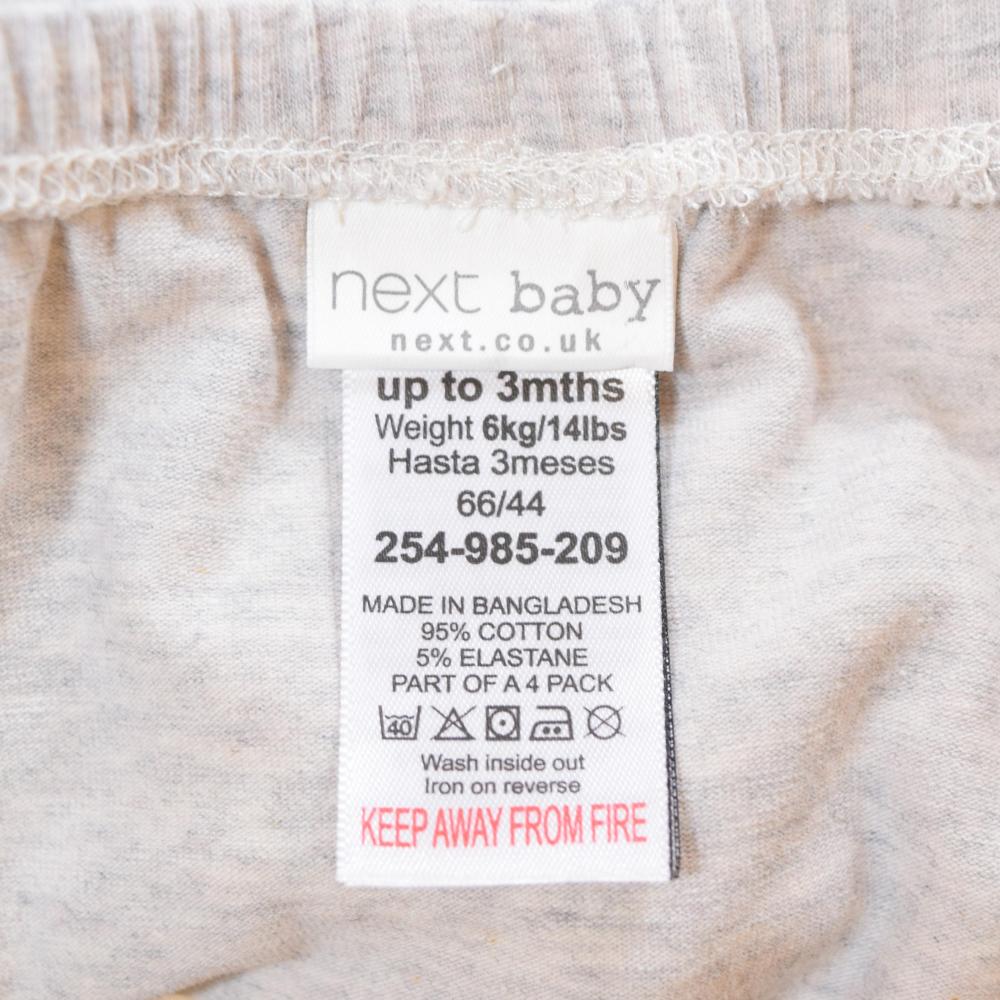 next baby
next.co.uk
up to 3mths
Weight 6kg/14lbs
Hasta 3meses
66/44
254-985-209
MADE IN BANGLADESH
95% COTTON
5% ELASTANE
PART OF A 4 PACK
40
Wash inside out
Iron on reverse
KEEP AWAY FROM FIRE